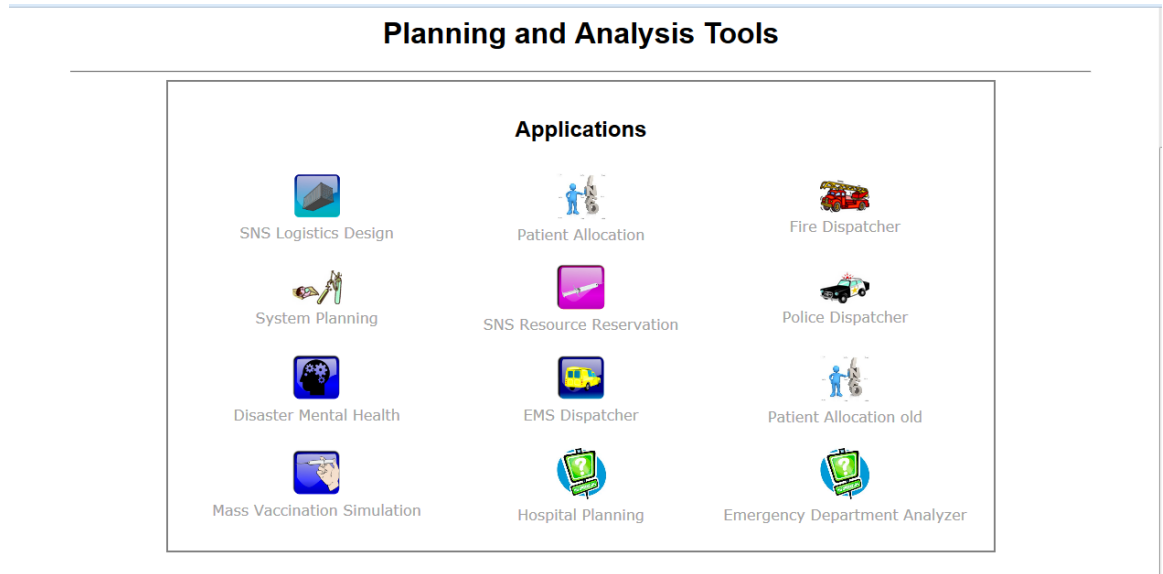 Planning and Analysis Tools
Applications
SNS Logistics Design
Patient Allocation
Fire Dispatcher
System Planning
SNS Resource Reservation
Police Dispatcher
Disaster Mental Health
EMS Dispatcher
Patient Allocation old
Mass Vaccination Simulation
Hospital Planning
Emergency Department Analyzer